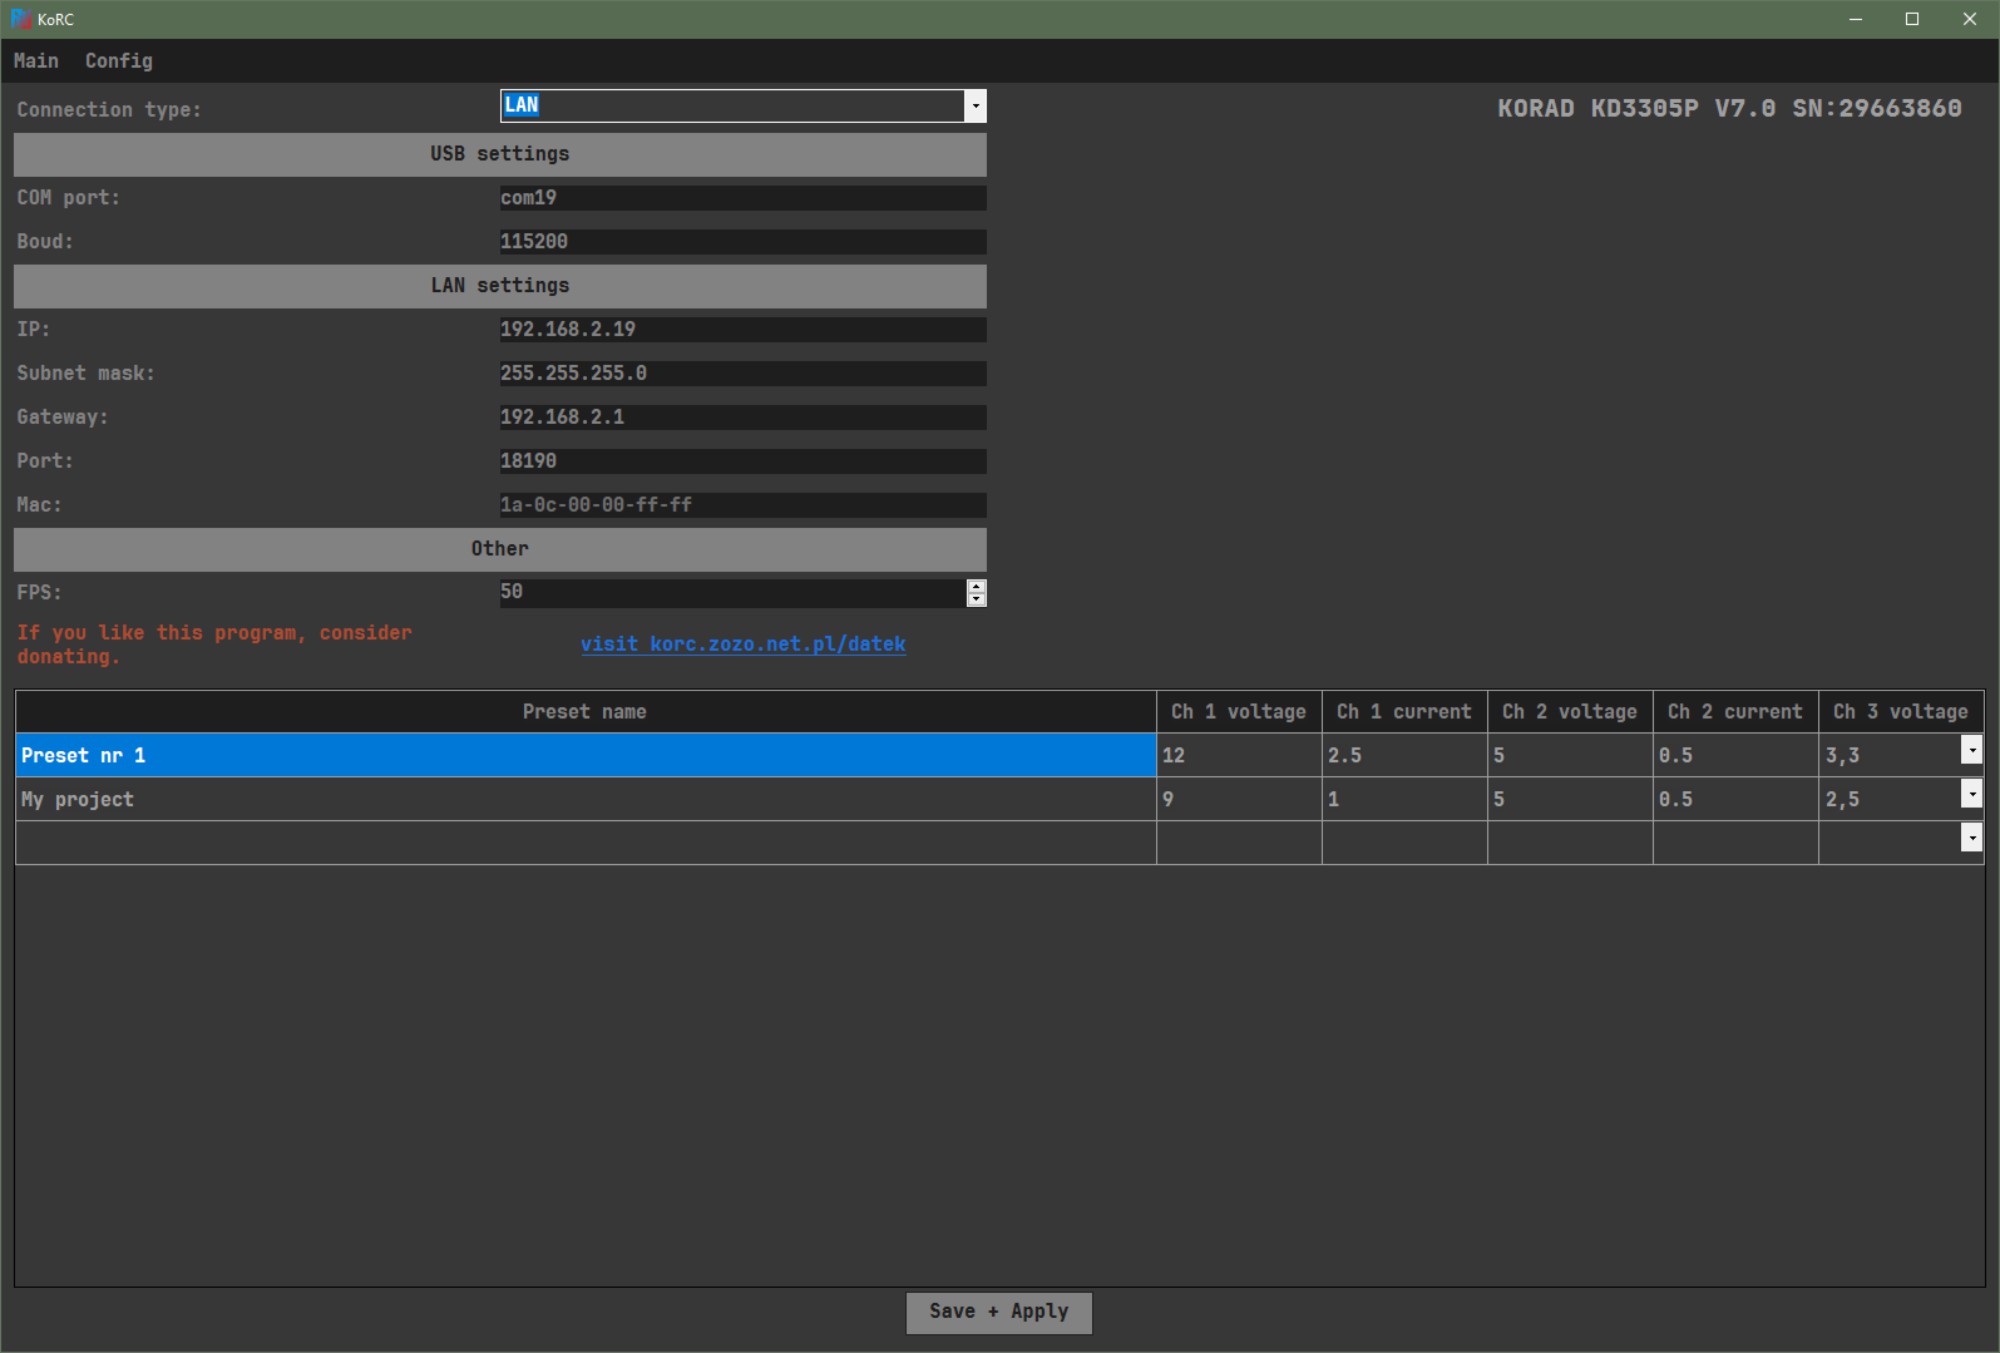 KoRC
Main Config
Connection type: LAN KORAD KD3305P V7.0 SN:29663860
USB settings
COM port: com19
Boud: 115200
LAN settings
IP: 192.168.2.19
Subnet mask: 255.255.255.0
Gateway: 192.168.2.1
Port: 18190
Mac: 1a-0c-00-00-ff-ff
Other
FPS: 50
If you like this program, consider
donating.
visit korc.zozo.net.pl/datek
Preset name Ch 1 voltage Ch 1 current Ch 2 voltage Ch 2 current Ch 3 voltage
Preset nr 1 12 2.5 5 0.5 3,3
My project 9 1 5 0.5 2,5
Save + Apply